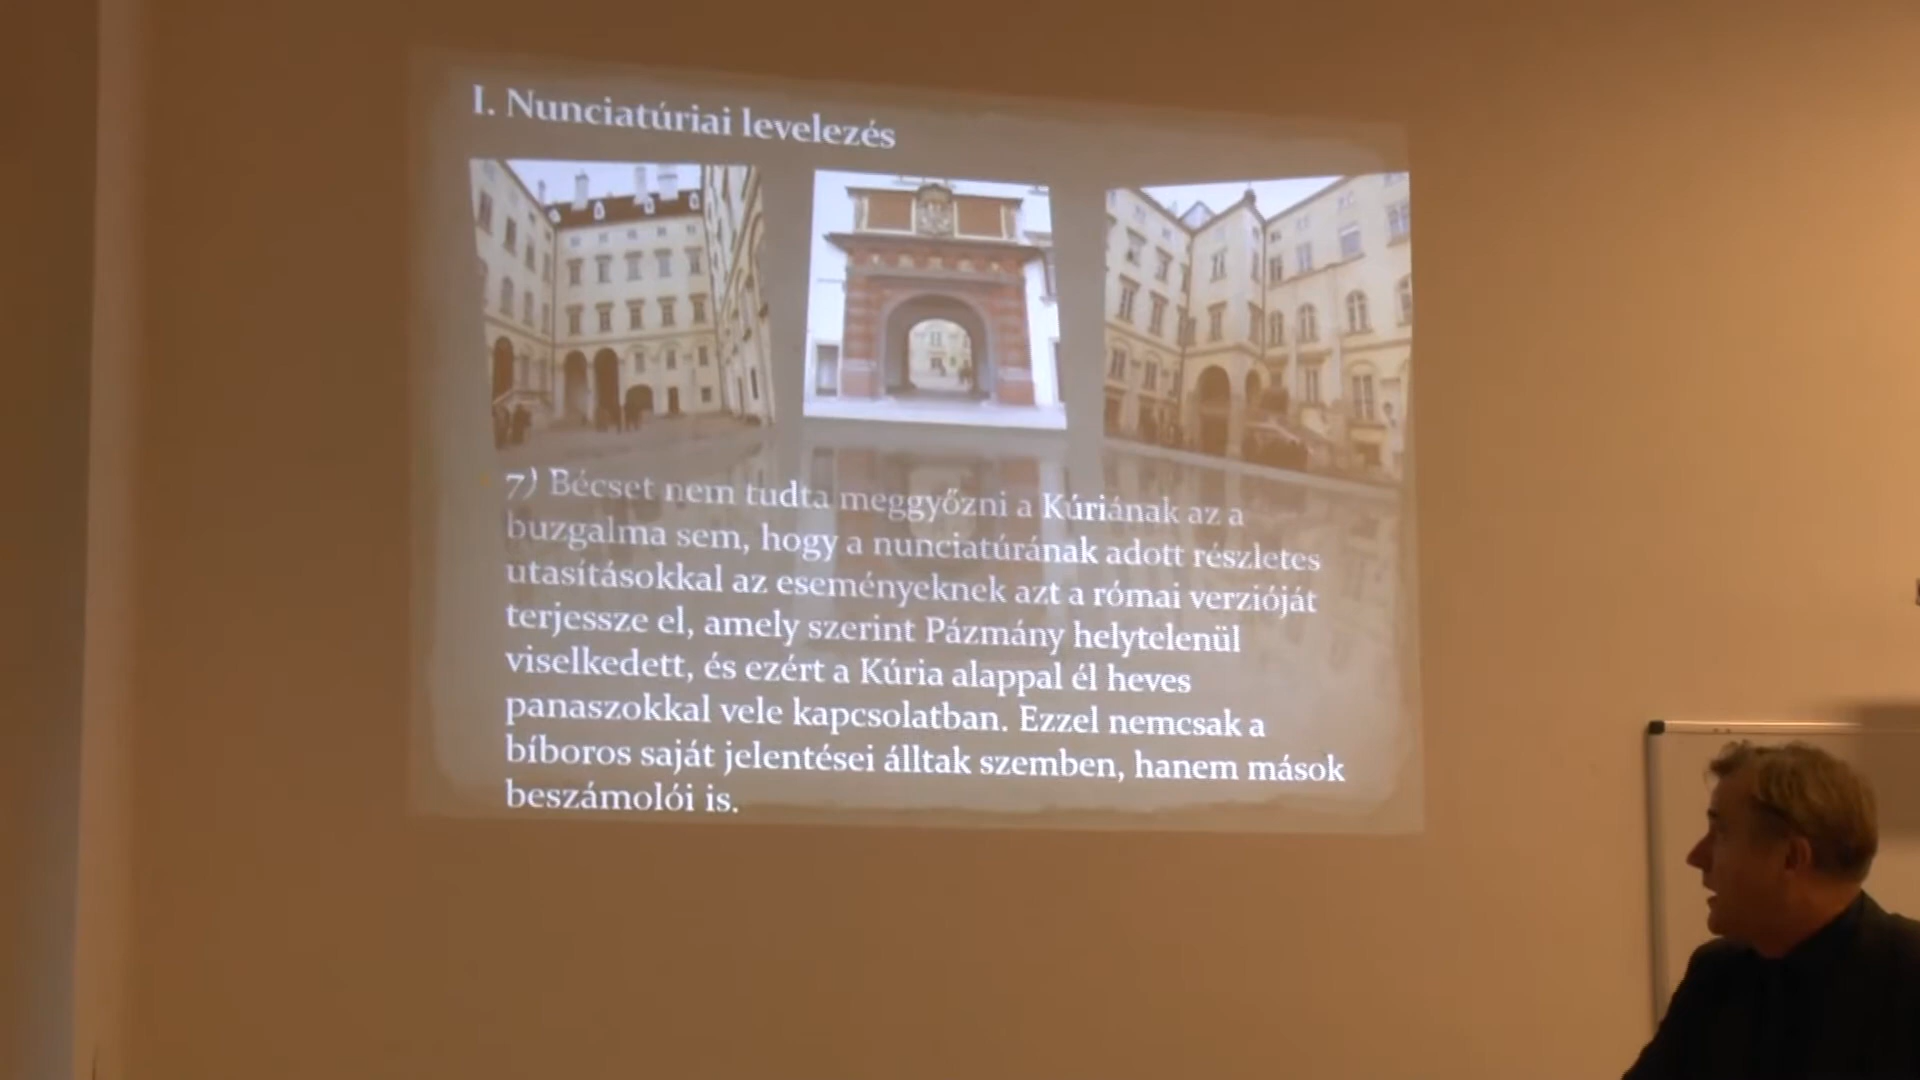 I. Nunciatúriai levelezés
7) Bécset nem tudta meggyőzni a Kúriának az a
buzgalma sem, hogy a nunciatúrának adott részletes
utasításokkal az eseményeknek azt a római verzióját
terjessze el, amely szerint Pázmány helytelenül
viselkedett, és ezért a Kúria alappal él heves
panaszokkal vele kapcsolatban. Ezzel nemcsak a
bíboros saját jelentései álltak szemben, hanem mások
beszámolói is.